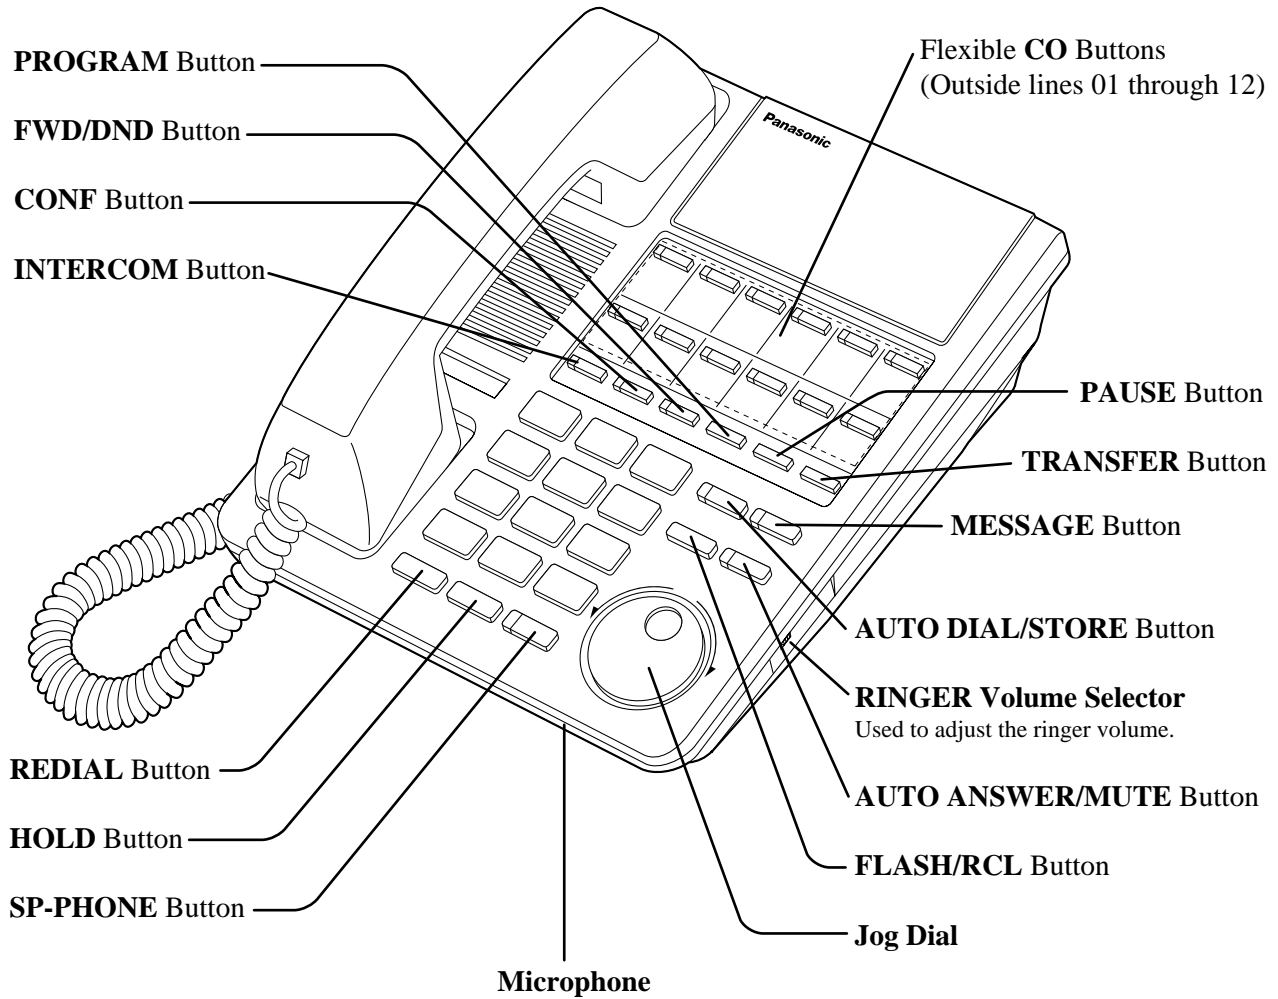 PROGRAM Button
FWD/DND Button
CONF Button
INTERCOM Button
Panasonic
Flexible CO Buttons
(Outside lines 01 through 12)
PAUSE Button
TRANSFER Button
MESSAGE Button
AUTO DIAL/STORE Button
RINGER Volume Selector
Used to adjust the ringer volume.
AUTO ANSWER/MUTE Button
FLASH/RCL Button
Jog Dial
REDIAL Button
HOLD Button
SP-PHONE Button
Microphone